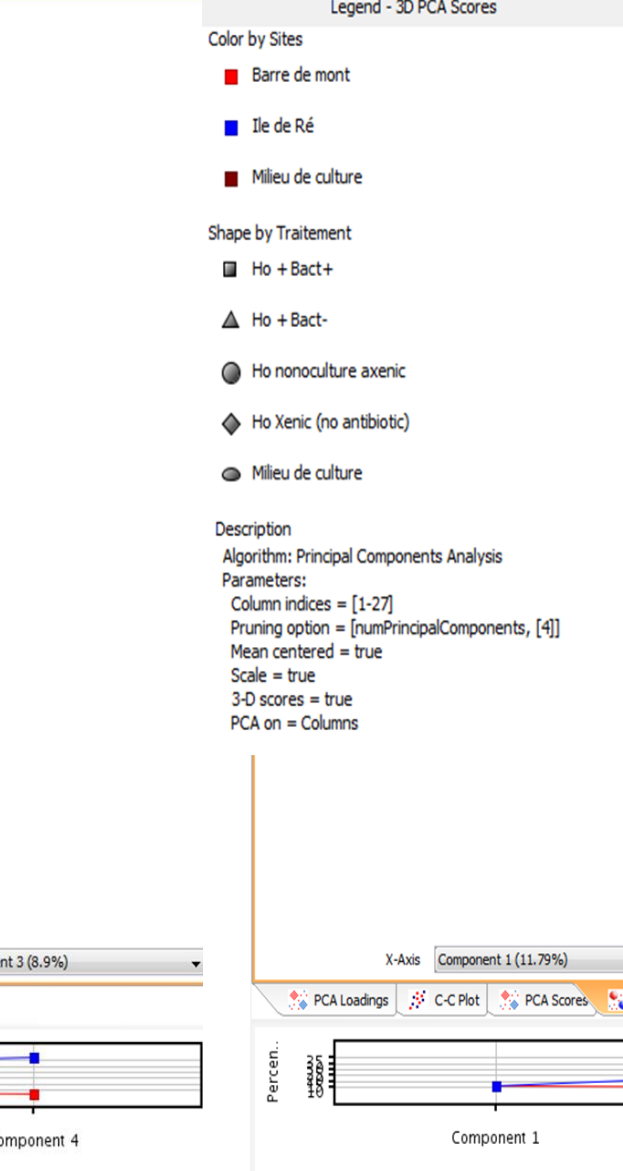 Legend - 3D PCA Scores
Color by Sites
Barre de mont
Ile de Ré
Milieu de culture
Shape by Traitement
Ho + Bact+
Ho + Bact-
Ho nonoculture axenic
Ho Xenic (no antibiotic)
Milieu de culture
Description
Algorithm: Principal Components Analysis
Parameters:
Column indices = [1-27]
Pruning option = [numPrincipalComponents, [4]]
Mean centered = true
Scale = true
3-D scores = true
PCA on = Columns
nt 3 (8.9%)
X-Axis Component 1 (11.79%)
PCA Loadings C-C Plot PCA Scores
Percen..
25
10
omponent 4
Component 1